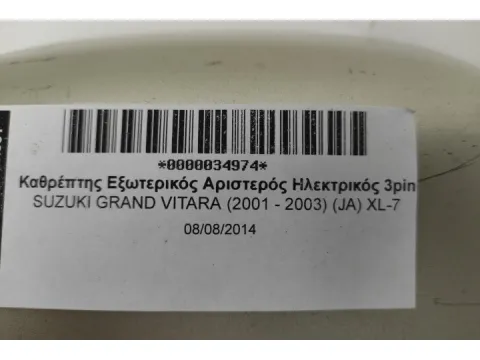 *0000034974*
Καθρέπτης Εξωτερικός Αριστερός Ηλεκτρικός 3pin
SUZUKI GRAND VITARA (2001 - 2003) (JA) XL-7
08/08/2014